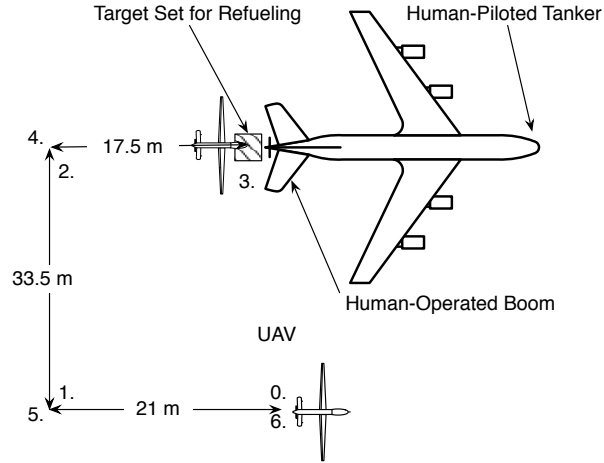 Target Set for Refueling
Human-Piloted Tanker
4.
17.5 m
2.
3.
33.5 m
Human-Operated Boom
UAV
1.
0.
5.
21 m
6.